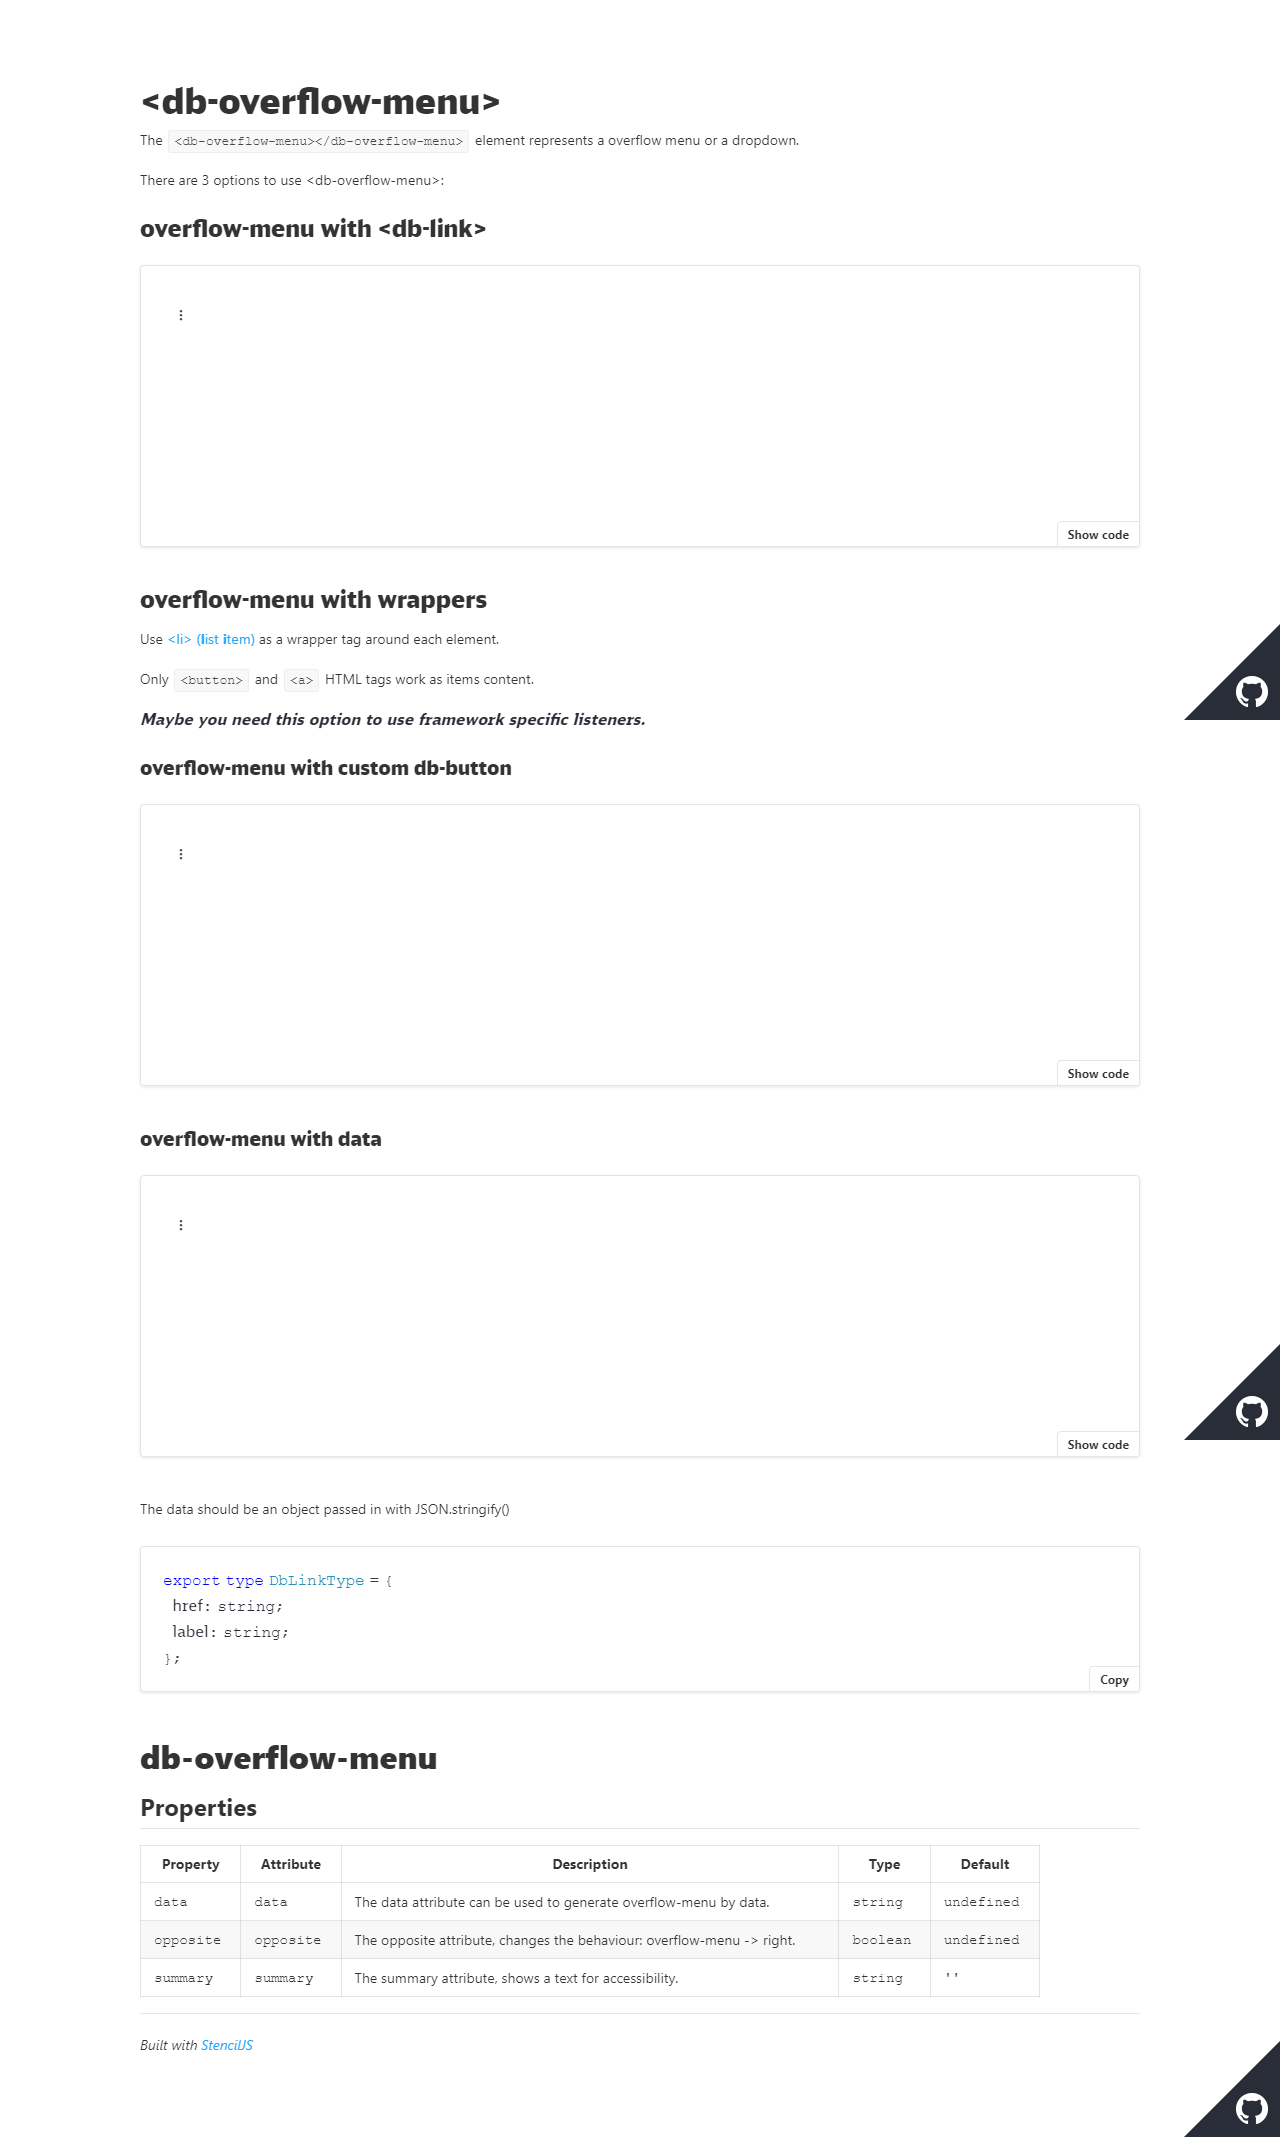 <db-overflow-menu>
The <db-overflow-menu></db-overflow-menu> element represents a overflow menu or a dropdown.
There are 3 options to use <db-overflow-menu>:
overflow-menu with <db-link>
Show code
overflow-menu with wrappers
Use <li> (list item) as a wrapper tag around each element.
Only <button> and <a> HTML tags work as items content.
Maybe you need this option to use framework specific listeners.
overflow-menu with custom db-button
Show code
overflow-menu with data
Show code
The data should be an object passed in with JSON.stringify()
export type DbLinkType = {
href: string;
label: string;
};
Copy
db-overflow-menu
Properties
Property Attribute Description Type Default
data data The data attribute can be used to generate overflow-menu by data. string undefined
opposite opposite The opposite attribute, changes the behaviour: overflow-menu -> right. boolean undefined
summary summary The summary attribute, shows a text for accessibility. string ''
Built with StencilJS